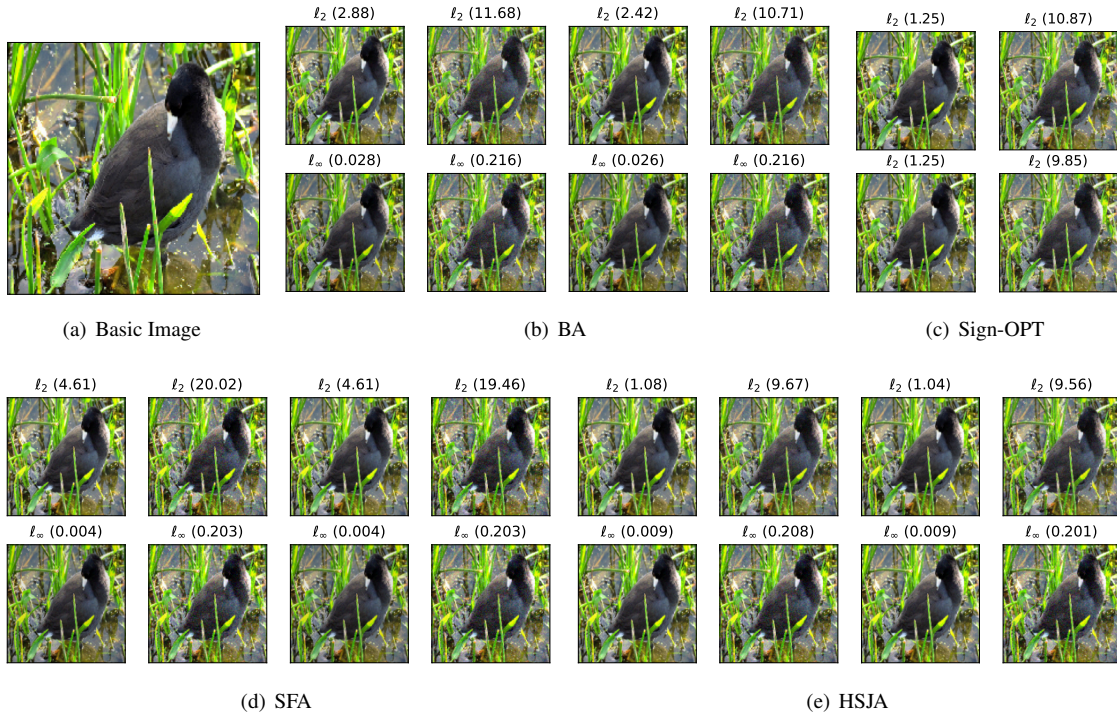 ℓ₂ (2.88) ℓ₂ (11.68) ℓ₂ (2.42) ℓ₂ (10.71) ℓ₂ (1.25) ℓ₂ (10.87)
ℓ∞ (0.028) ℓ∞ (0.216) ℓ∞ (0.026) ℓ∞ (0.216) ℓ₂ (1.25) ℓ₂ (9.85)
(a) Basic Image (b) BA (c) Sign-OPT
ℓ₂ (4.61) ℓ₂ (20.02) ℓ₂ (4.61) ℓ₂ (19.46) ℓ₂ (1.08) ℓ₂ (9.67) ℓ₂ (1.04) ℓ₂ (9.56)
ℓ∞ (0.004) ℓ∞ (0.203) ℓ∞ (0.004) ℓ∞ (0.203) ℓ∞ (0.009) ℓ∞ (0.208) ℓ∞ (0.009) ℓ∞ (0.201)
(d) SFA (e) HSJA